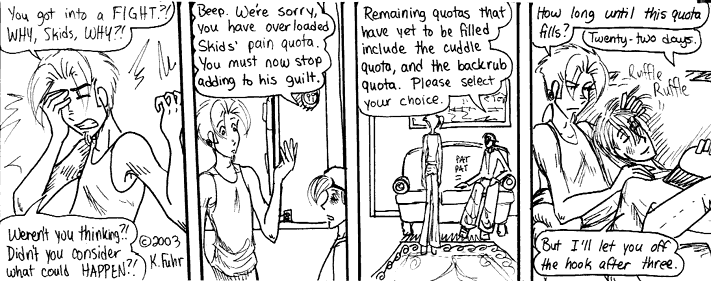 You got into a FIGHT?!
WHY, Skids, WHY?!
Weren't you thinking?!
Didn't you consider
what could HAPPEN?!
©2003
K.Fuhr
Beep. We're sorry,
you have overloaded
Skids' pain quota.
You must now stop
adding to his guilt.
Remaining quotas that
have yet to be filled
include the cuddle
quota, and the backrub
quota. Please select
your choice.
PAT
PAT
How long until this quota
fills?
Twenty-two days.
Ruffle
Ruffle
But I'll let you off
the hook after three.